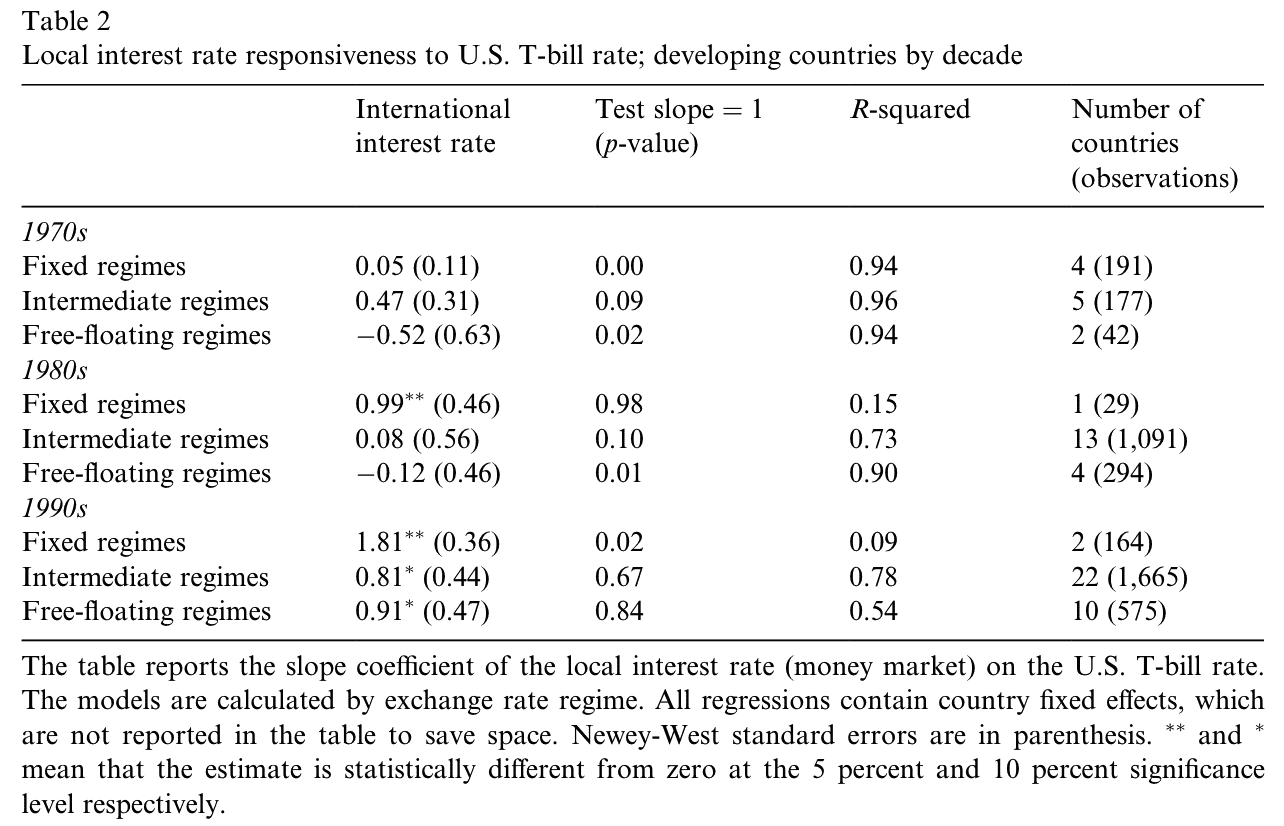 Table 2
Local interest rate responsiveness to U.S. T-bill rate; developing countries by decade
International interest rate Test slope = 1 (p-value) R-squared Number of countries (observations)
1970s
Fixed regimes 0.05 (0.11) 0.00 0.94 4 (191)
Intermediate regimes 0.47 (0.31) 0.09 0.96 5 (177)
Free-floating regimes −0.52 (0.63) 0.02 0.94 2 (42)
1980s
Fixed regimes 0.99** (0.46) 0.98 0.15 1 (29)
Intermediate regimes 0.08 (0.56) 0.10 0.73 13 (1,091)
Free-floating regimes −0.12 (0.46) 0.01 0.90 4 (294)
1990s
Fixed regimes 1.81** (0.36) 0.02 0.09 2 (164)
Intermediate regimes 0.81* (0.44) 0.67 0.78 22 (1,665)
Free-floating regimes 0.91* (0.47) 0.84 0.54 10 (575)
The table reports the slope coefficient of the local interest rate (money market) on the U.S. T-bill rate.
The models are calculated by exchange rate regime. All regressions contain country fixed effects, which
are not reported in the table to save space. Newey-West standard errors are in parenthesis. ** and *
mean that the estimate is statistically different from zero at the 5 percent and 10 percent significance
level respectively.